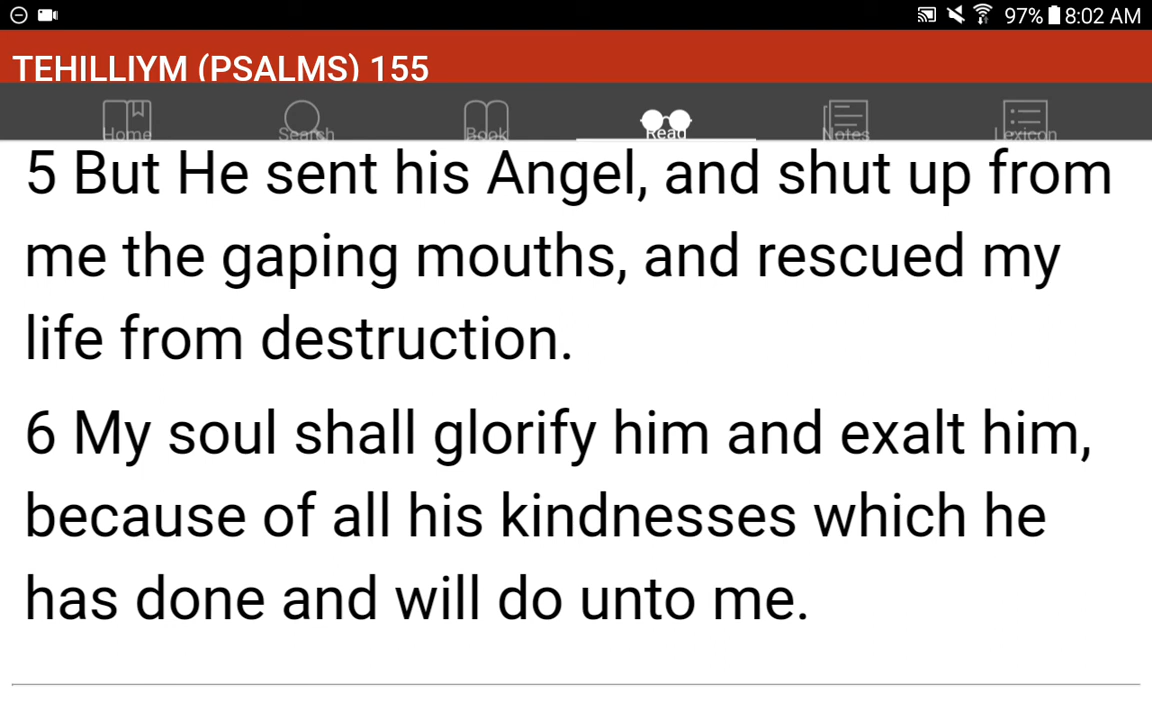 97% 8:02 AM
TEHILLIYM (PSALMS) 155
Home Search Book Read Notes Lexicon
5 But He sent his Angel, and shut up from
me the gaping mouths, and rescued my
life from destruction.
6 My soul shall glorify him and exalt him,
because of all his kindnesses which he
has done and will do unto me.